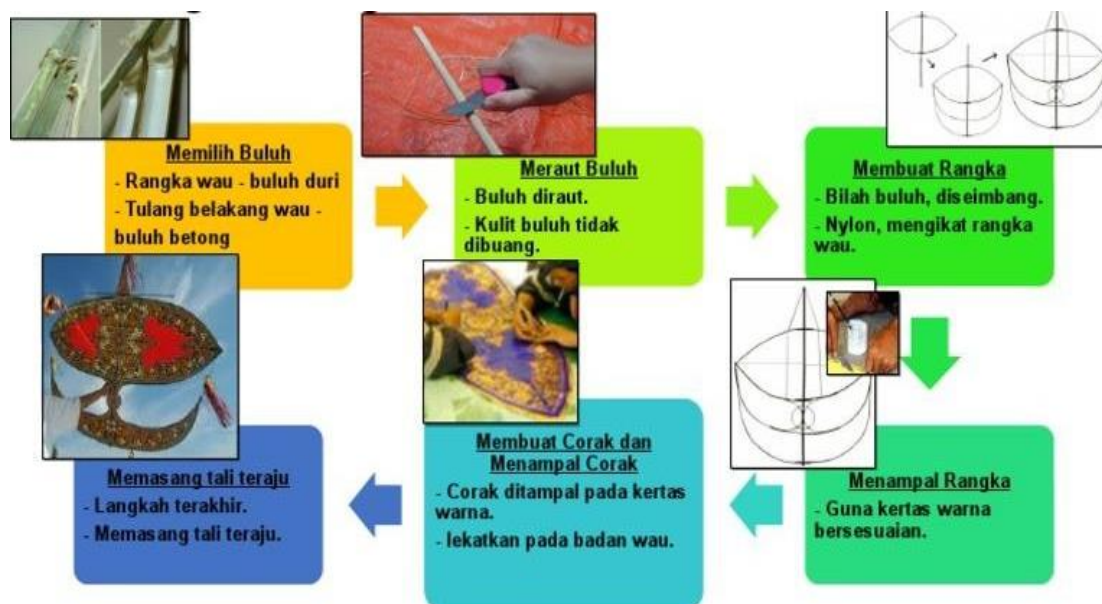 Memilih Buluh
- Rangka wau - buluh duri
- Tulang belakang wau -
buluh betong
Meraut Buluh
- Buluh diraut.
- Kulit buluh tidak
dibuang.
Membuat Rangka
- Bilah buluh, diseimbang.
- Nylon, mengikat rangka
wau.
Menampal Rangka
- Guna kertas warna
bersesuaian.
Membuat Corak dan
Menampal Corak
- Corak ditampal pada kertas
warna.
- lekatkan pada badan wau.
Memasang tali teraju
- Langkah terakhir.
- Memasang tali teraju.